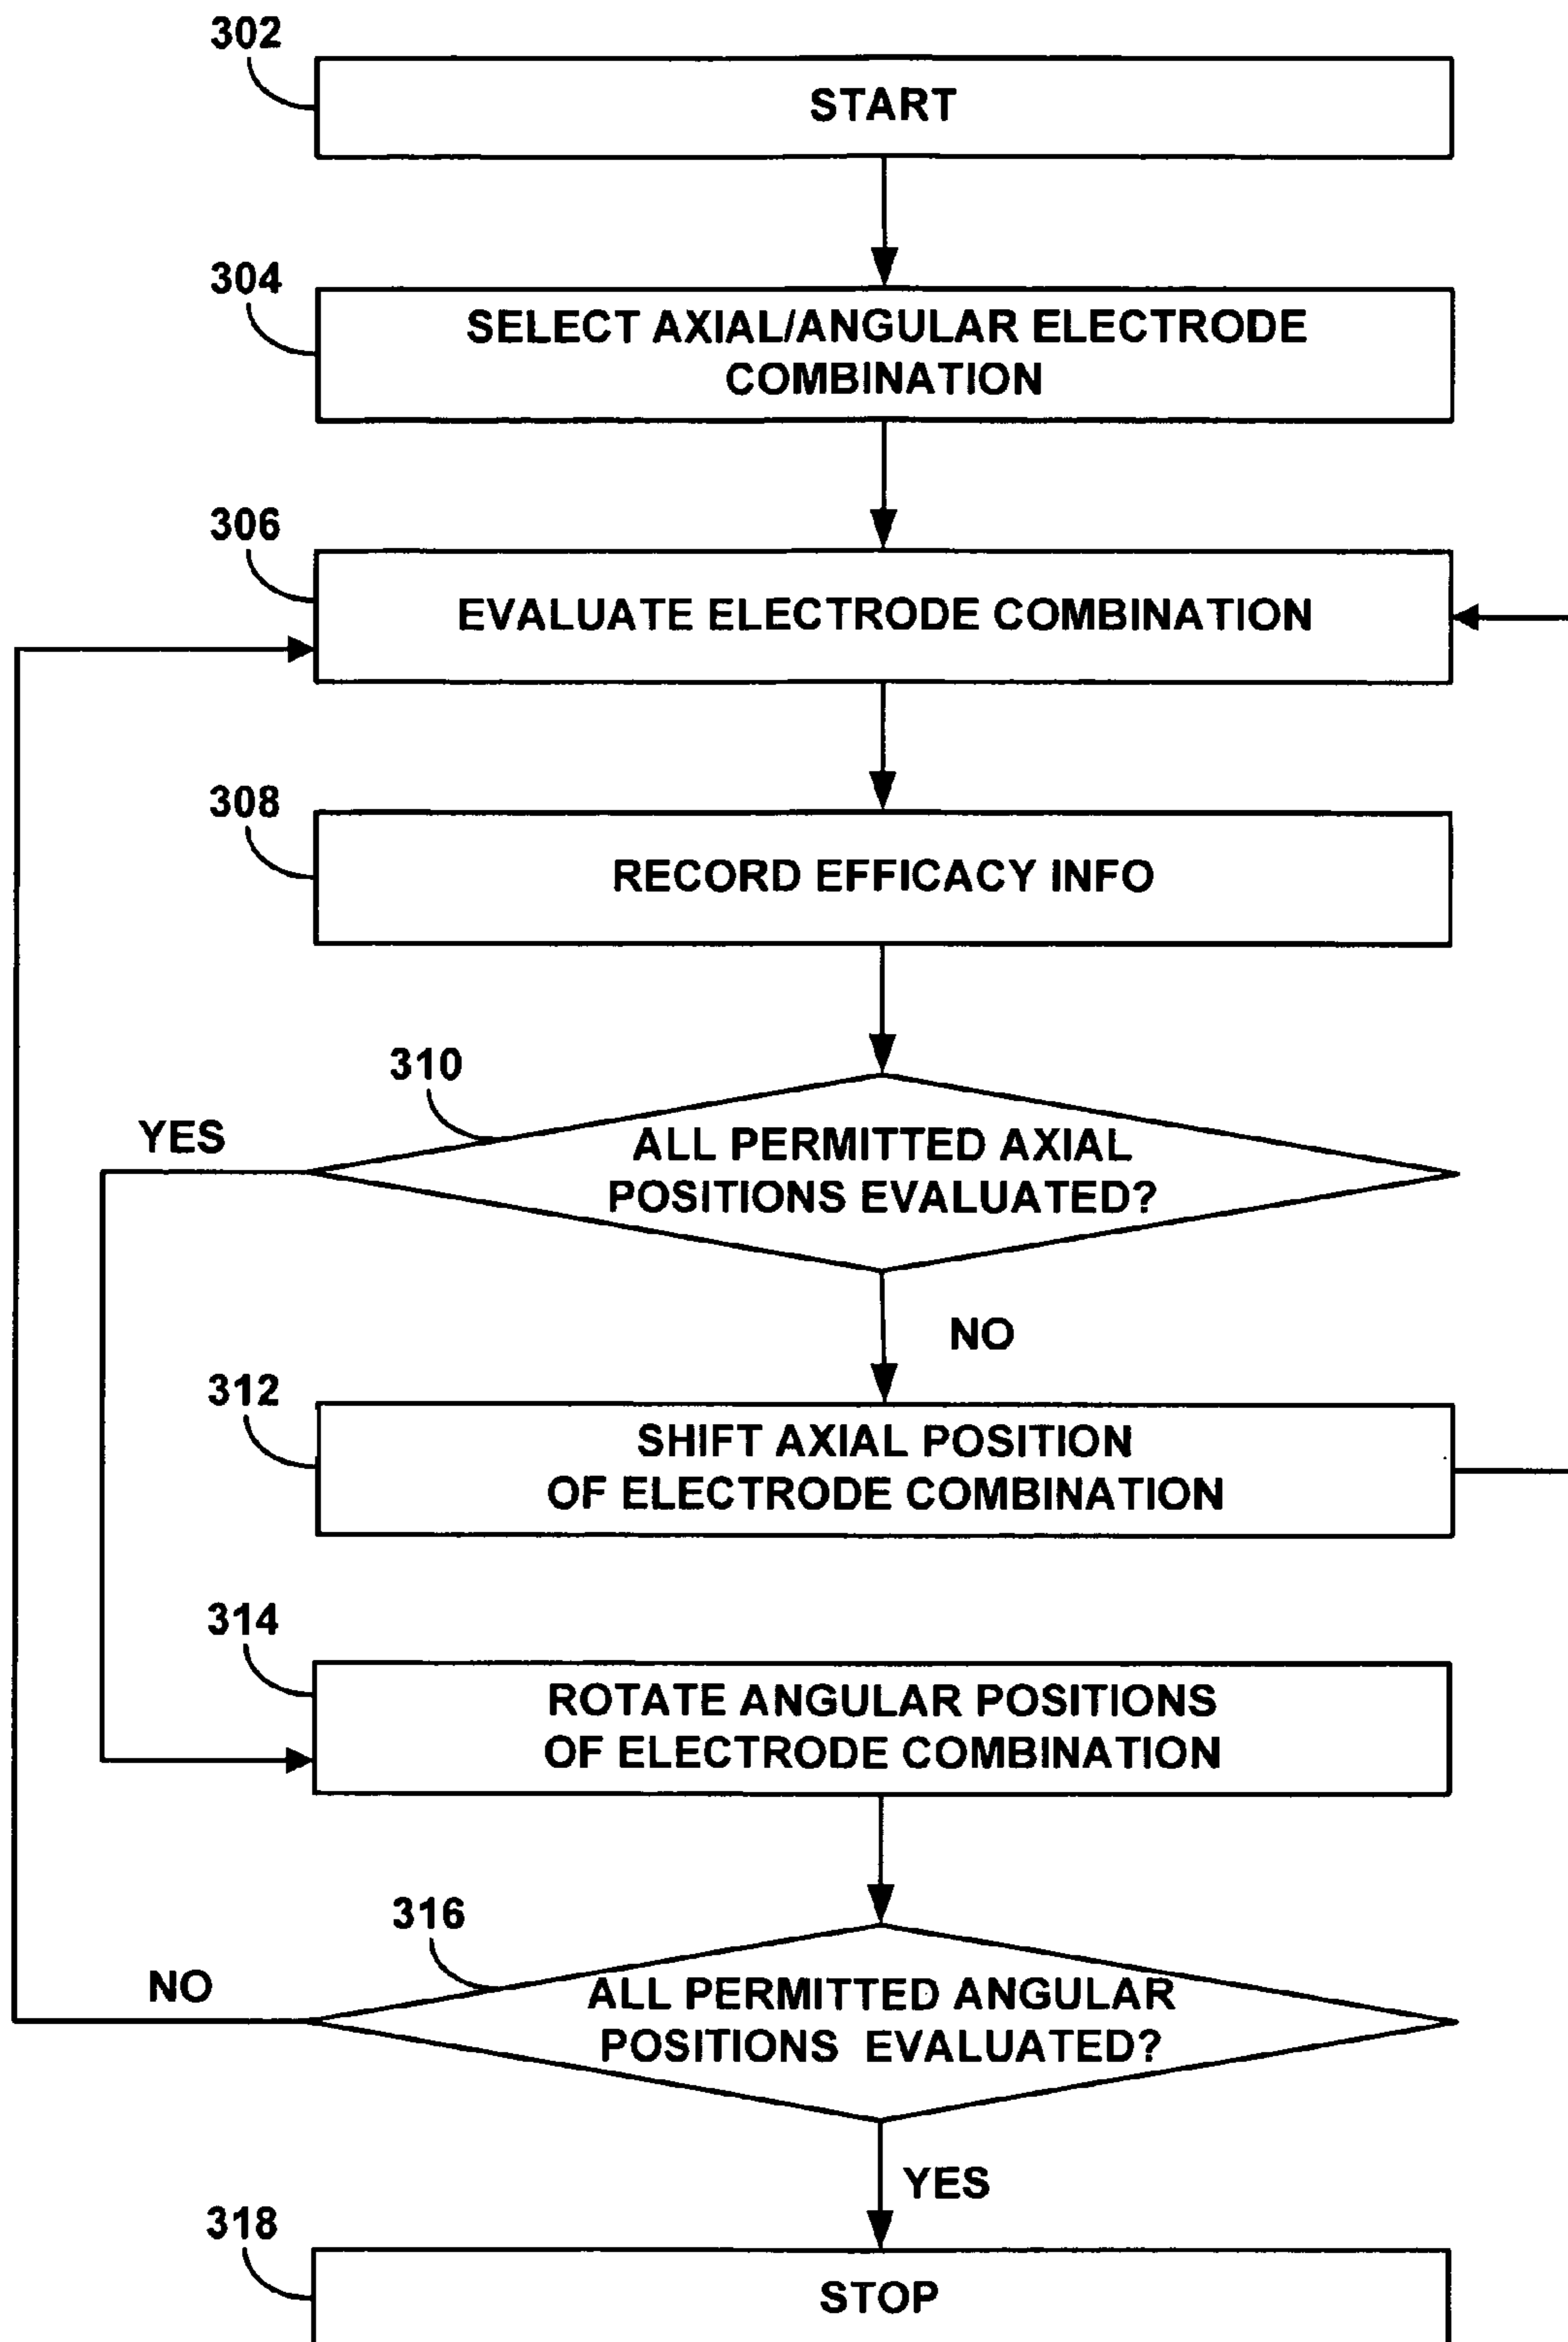 302
START
304
SELECT AXIAL/ANGULAR ELECTRODE
COMBINATION
306
EVALUATE ELECTRODE COMBINATION
308
RECORD EFFICACY INFO
310
YES
ALL PERMITTED AXIAL
POSITIONS EVALUATED?
NO
312
SHIFT AXIAL POSITION
OF ELECTRODE COMBINATION
314
ROTATE ANGULAR POSITIONS
OF ELECTRODE COMBINATION
316
NO
ALL PERMITTED ANGULAR
POSITIONS EVALUATED?
YES
318
STOP